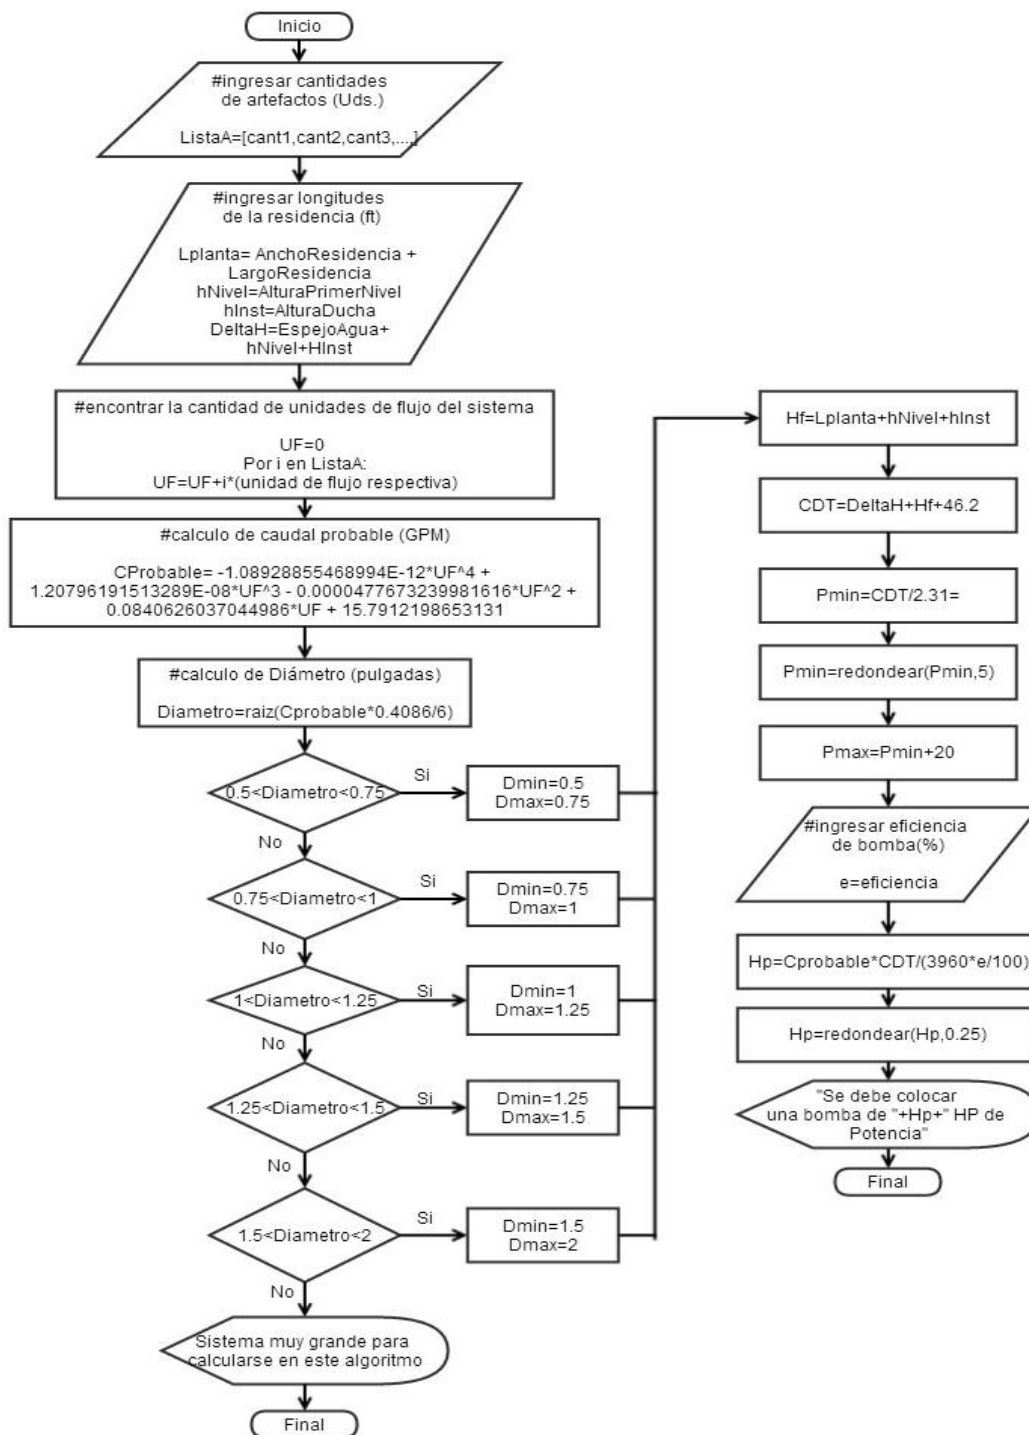 Inicio
#ingresar cantidades
de artefactos (Uds.)
ListaA=[cant1,cant2,cant3,...,]
#ingresar longitudes
de la residencia (ft)
Lplanta= AnchoResidencia +
LargoResidencia
hNivel=AlturaPrimerNivel
hInst=AlturaDucha
DeltaH=EspejoAgua+
hNivel+HInst
#encontrar la cantidad de unidades de flujo del sistema
UF=0
Por i en ListaA:
UF=UF+i*(unidad de flujo respectiva)
#calculo de caudal probable (GPM)
CProbable= -1.08928855468994E-12*UF^4 +
1.20796191513289E-08*UF^3 - 0.0000477673239981616*UF^2 +
0.0840626037044986*UF + 15.7912198653131
#calculo de Diámetro (pulgadas)
Diametro=raiz(Cprobable*0.4086/6)
0.5<Diametro<0.75
Si
Dmin=0.5
Dmax=0.75
No
0.75<Diametro<1
Si
Dmin=0.75
Dmax=1
No
1<Diametro<1.25
Si
Dmin=1
Dmax=1.25
No
1.25<Diametro<1.5
Si
Dmin=1.25
Dmax=1.5
No
1.5<Diametro<2
Si
Dmin=1.5
Dmax=2
No
Sistema muy grande para
calcularse en este algoritmo
Final
Hf=Lplanta+hNivel+hInst
CDT=DeltaH+Hf+46.2
Pmin=CDT/2.31=
Pmin=redondear(Pmin,5)
Pmax=Pmin+20
#ingresar eficiencia
de bomba(%)
e=eficiencia
Hp=Cprobable*CDT/(3960*e/100)
Hp=redondear(Hp,0.25)
"Se debe colocar
una bomba de "+Hp+" HP de
Potencia"
Final